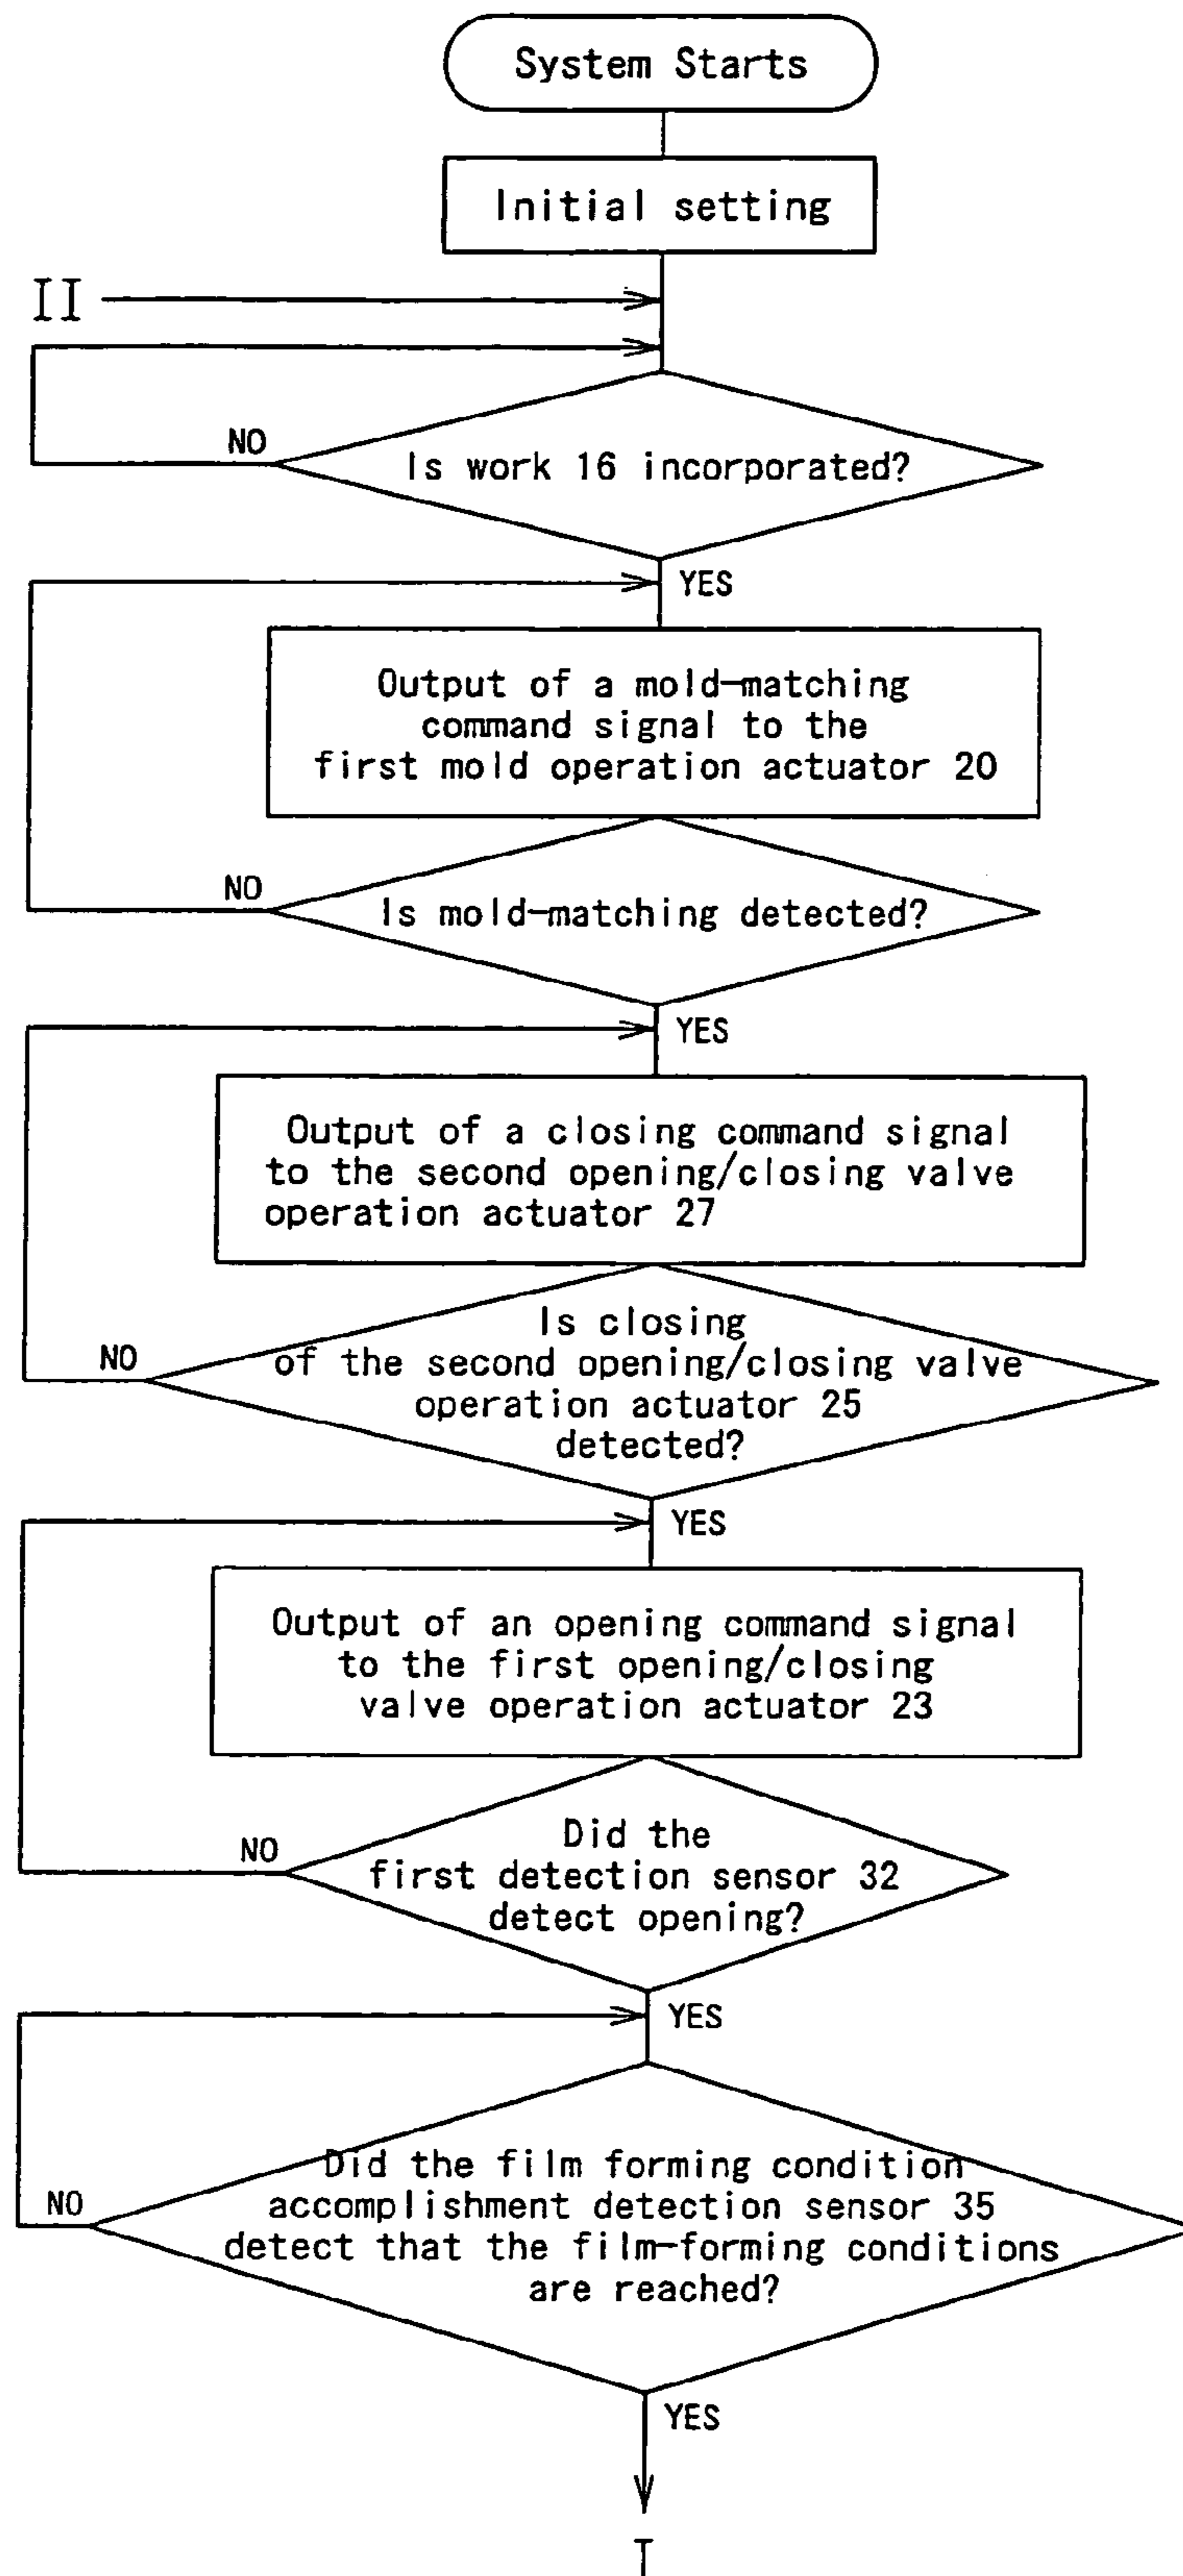 System Starts
Initial setting
II
NO
Is work 16 incorporated?
YES
Output of a mold-matching
command signal to the
first mold operation actuator 20
NO
Is mold-matching detected?
YES
Output of a closing command signal
to the second opening/closing valve
operation actuator 27
Is closing
NO
of the second opening/closing valve
operation actuator 25
detected?
YES
Output of an opening command signal
to the first opening/closing
valve operation actuator 23
Did the
NO
first detection sensor 32
detect opening?
YES
Did the film forming condition
NO
accomplishment detection sensor 35
detect that the film-forming conditions
are reached?
YES
I